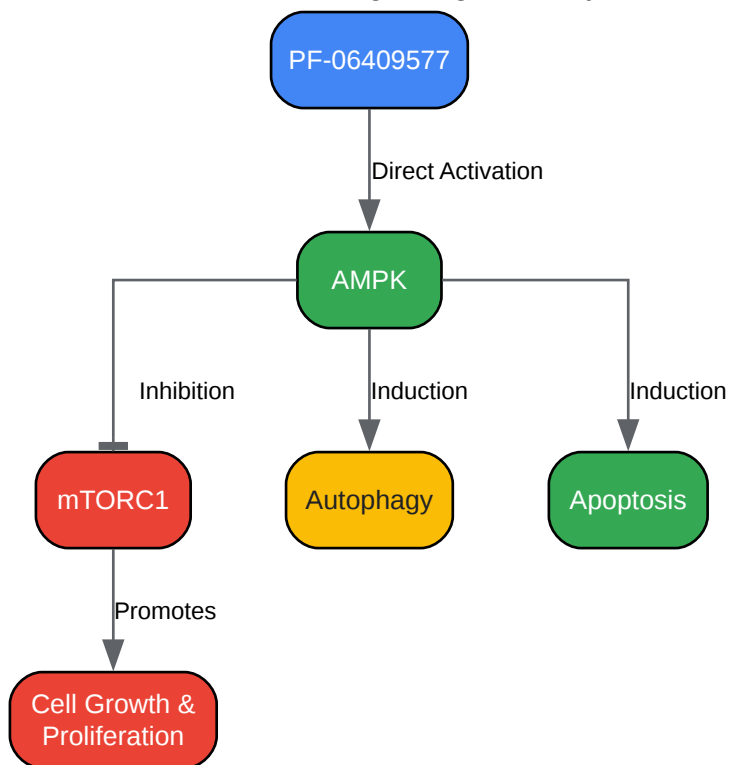 PF-06409577
Direct Activation
AMPK
Inhibition
Induction
Induction
mTORC1
Autophagy
Apoptosis
Promotes
Cell Growth &
Proliferation